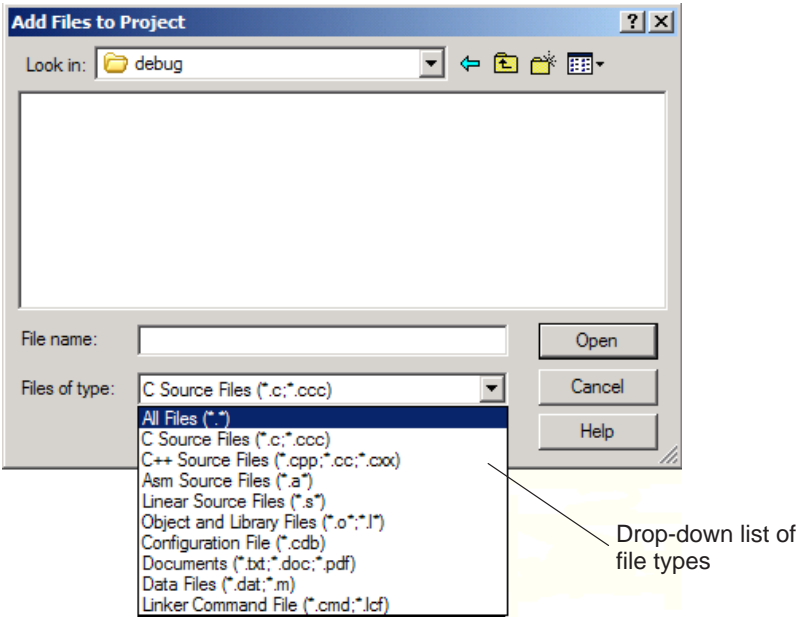 Add Files to Project
Look in: debug
File name:
Open
Files of type: C Source Files (*.c;*.ccc)
Cancel
Help
All Files (*.*)
C Source Files (*.c;*.ccc)
C++ Source Files (*.cpp;*.cc;*.cxx)
Asm Source Files (*.a*)
Linear Source Files (*.s*)
Object and Library Files (*.o*;*.l*)
Configuration File (*.cdb)
Documents (*.txt;*.doc;*.pdf)
Data Files (*.dat;*.m)
Linker Command File (*.cmd;*.lcf)
Drop-down list of
file types